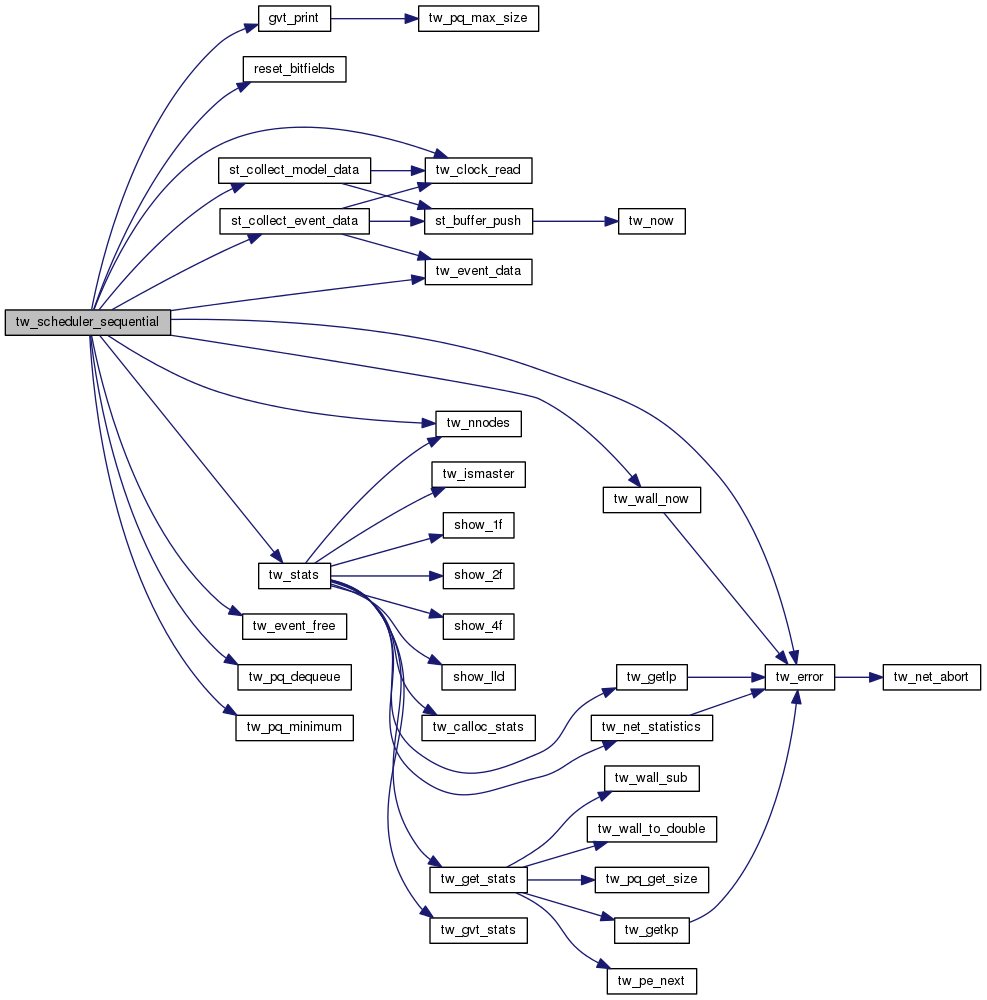 gvt_print
tw_pq_max_size
reset_bitfields
st_collect_model_data
tw_clock_read
st_collect_event_data
st_buffer_push
tw_now
tw_event_data
tw_scheduler_sequential
tw_nnodes
tw_ismaster
tw_wall_now
show_1f
tw_stats
show_2f
tw_event_free
show_4f
tw_pq_dequeue
show_lld
tw_getlp
tw_error
tw_net_abort
tw_pq_minimum
tw_calloc_stats
tw_net_statistics
tw_wall_sub
tw_wall_to_double
tw_get_stats
tw_pq_get_size
tw_gvt_stats
tw_getkp
tw_pe_next